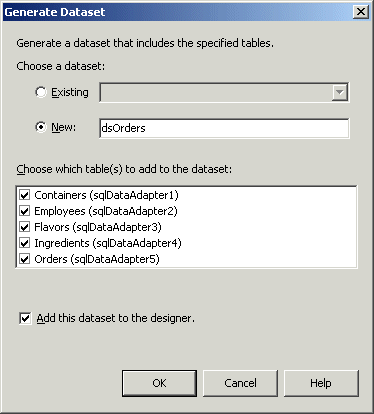 Generate Dataset
Generate a dataset that includes the specified tables.
Choose a dataset:
Existing
New:
dsOrders
Choose which table(s) to add to the dataset:
Containers (sqlDataAdapter1)
Employees (sqlDataAdapter2)
Flavors (sqlDataAdapter3)
Ingredients (sqlDataAdapter4)
Orders (sqlDataAdapter5)
Add this dataset to the designer.
OK
Cancel
Help